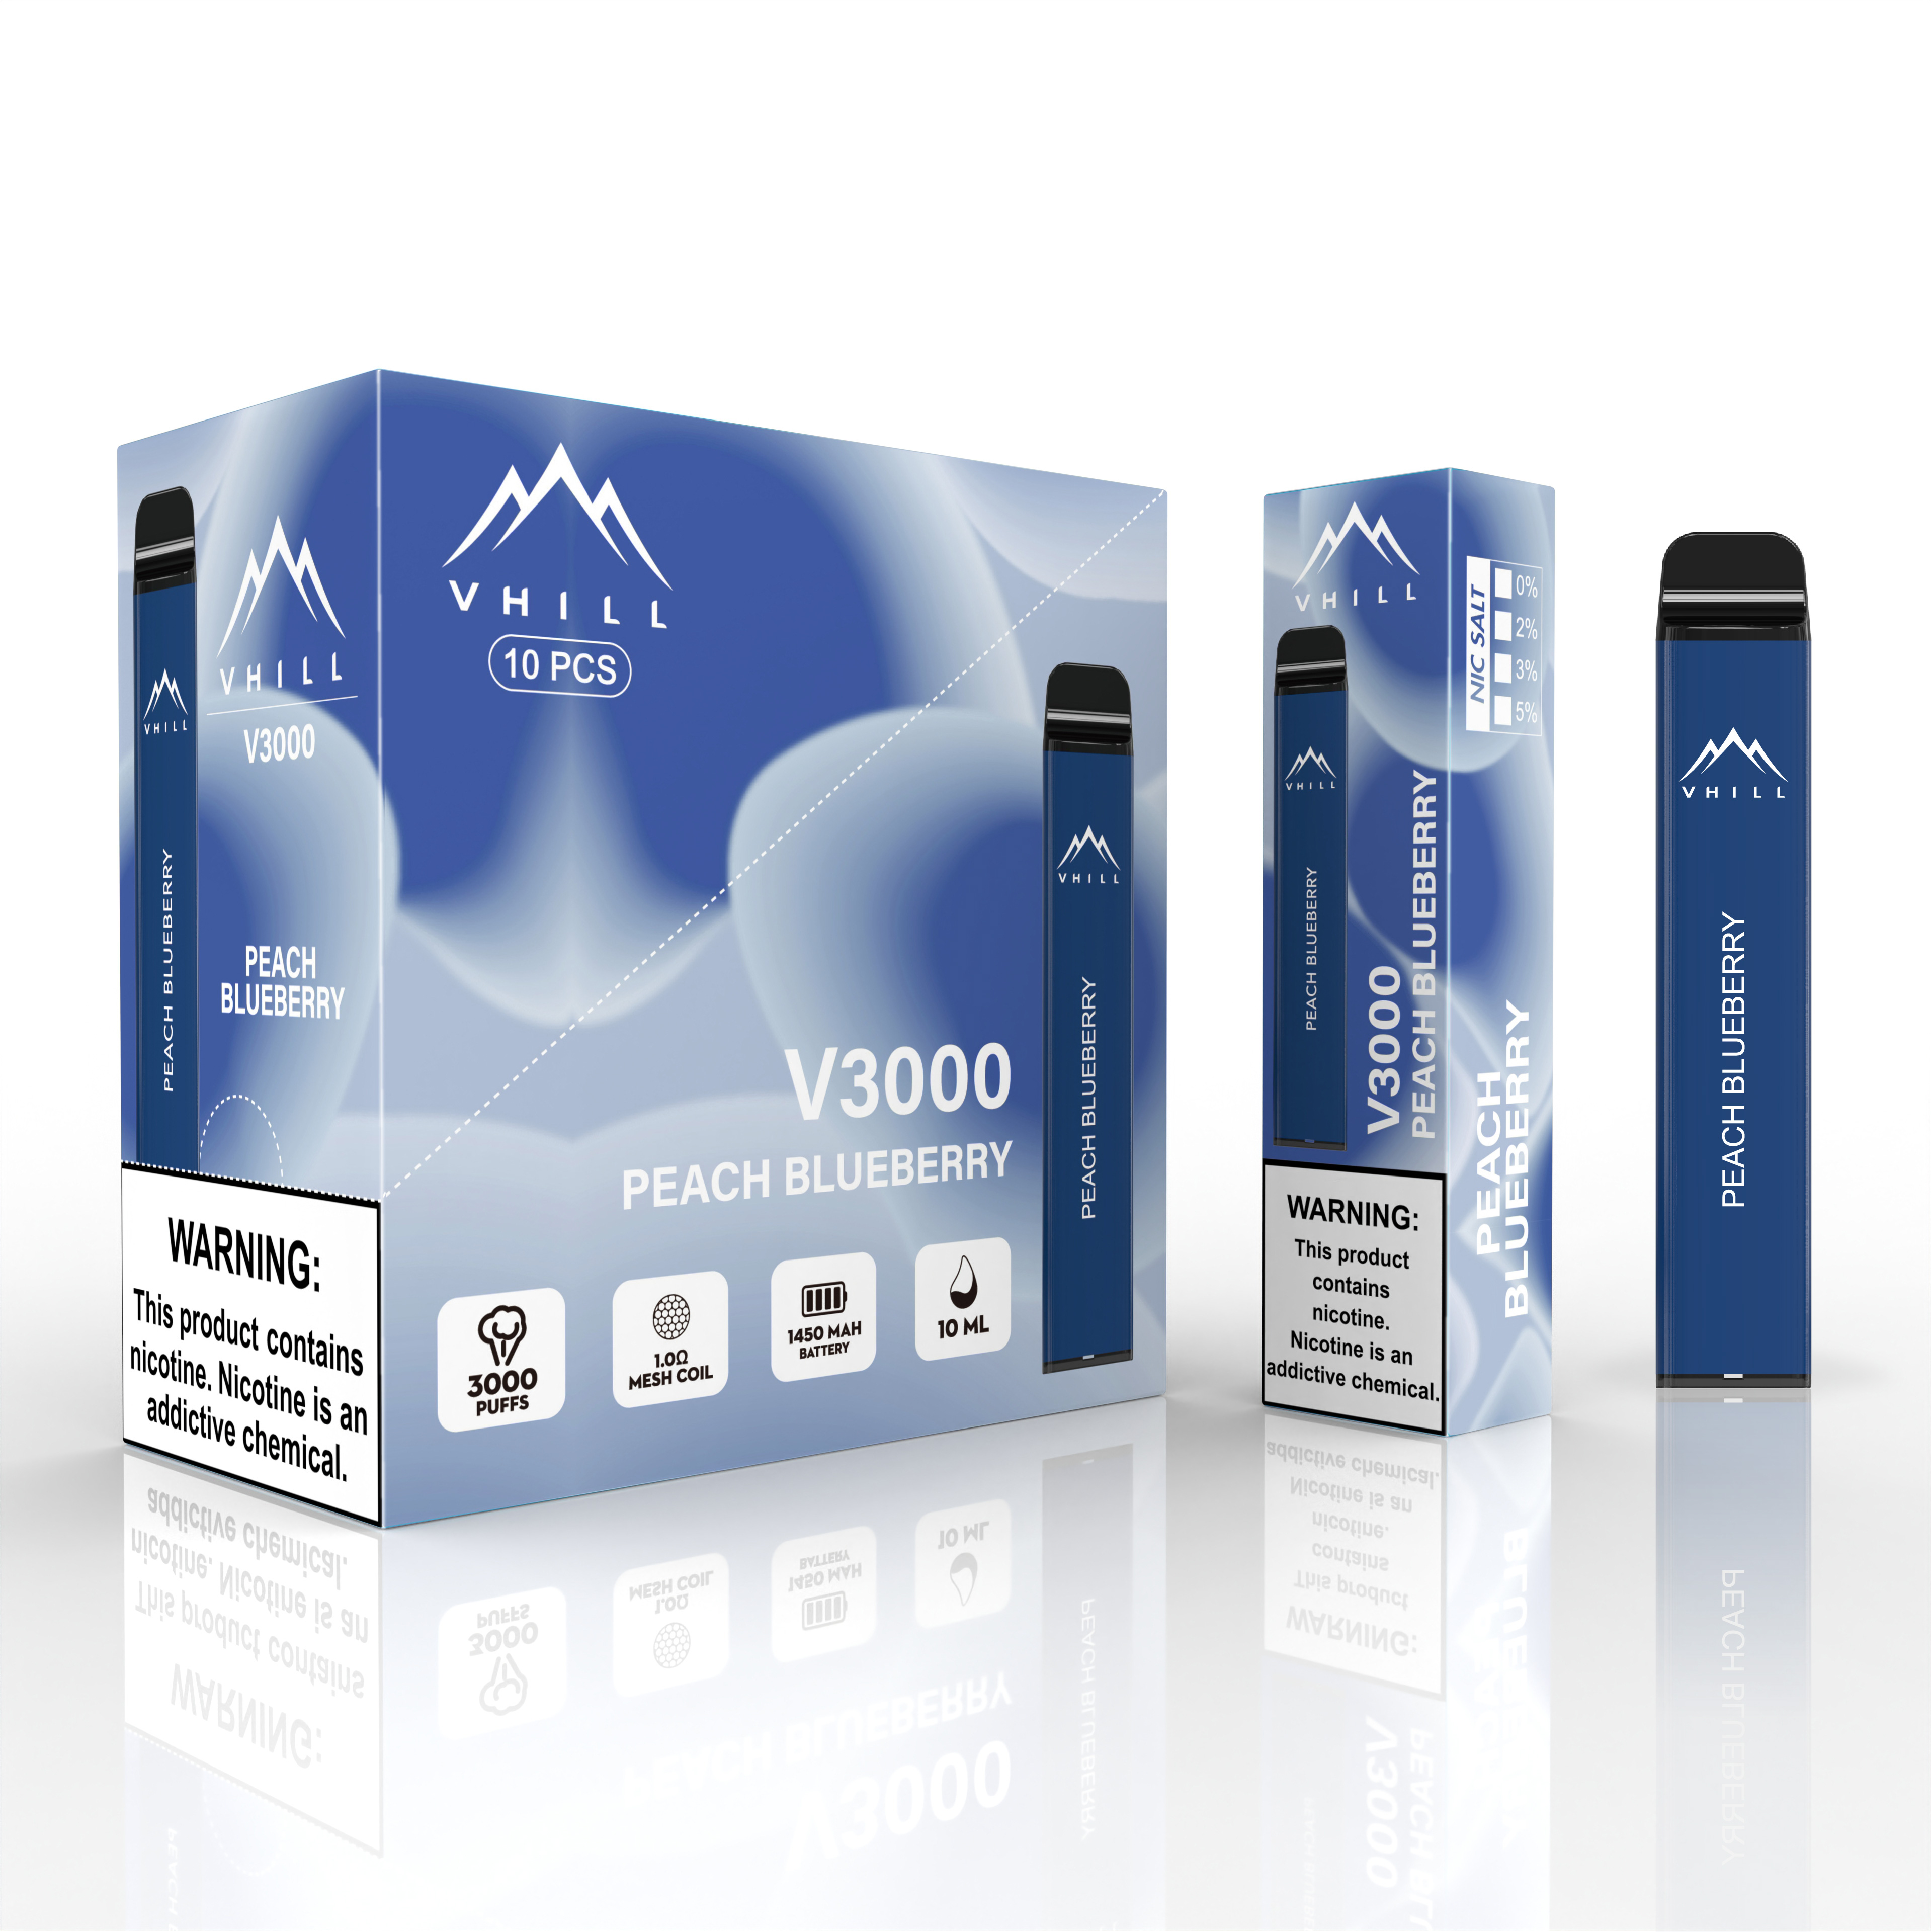 VHILL
PEACH BLUEBERRY
VHILL
V3000
PEACH
BLUEBERRY
WARNING:
This product contains
nicotine. Nicotine is an
addictive chemical.
VHILL
10 PCS
V3000
PEACH BLUEBERRY
3000
PUFFS
1.0Ω
MESH COIL
1450 MAH
BATTERY
10 ML
VHILL
PEACH BLUEBERRY
VHILL
VHILL
PEACH BLUEBERRY
V3000
PEACH BLUEBERRY
WARNING:
This product
contains
nicotine.
Nicotine is an
addictive chemical.
NIC SALT
0%
2%
3%
5%
PEACH
BLUEBERRY
VHILL
PEACH BLUEBERRY